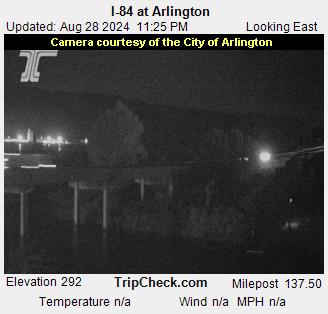 I-84 at Arlington
Updated: Aug 28 2024 11:25 PM Looking East
Camera courtesy of the City of Arlington
Elevation 292 TripCheck.com Milepost 137.50
Temperature n/a Wind n/a MPH n/a